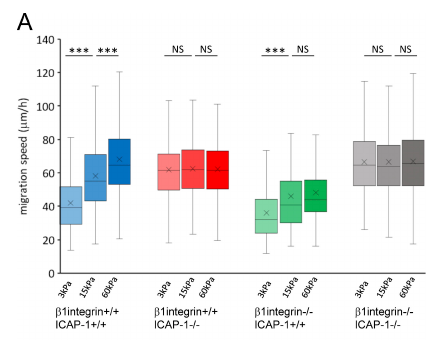 A
140
120
100
80
60
40
20
0
migration speed (μm/h)
*** ***
NS NS
*** NS
NS NS
3kPa 15kPa 60kPa
3kPa 15kPa 60kPa
3kPa 15kPa 60kPa
3kPa 15kPa 60kPa
β1integrin+/+
ICAP-1+/+
β1integrin+/+
ICAP-1-/-
β1integrin-/-
ICAP-1+/+
β1integrin-/-
ICAP-1-/-